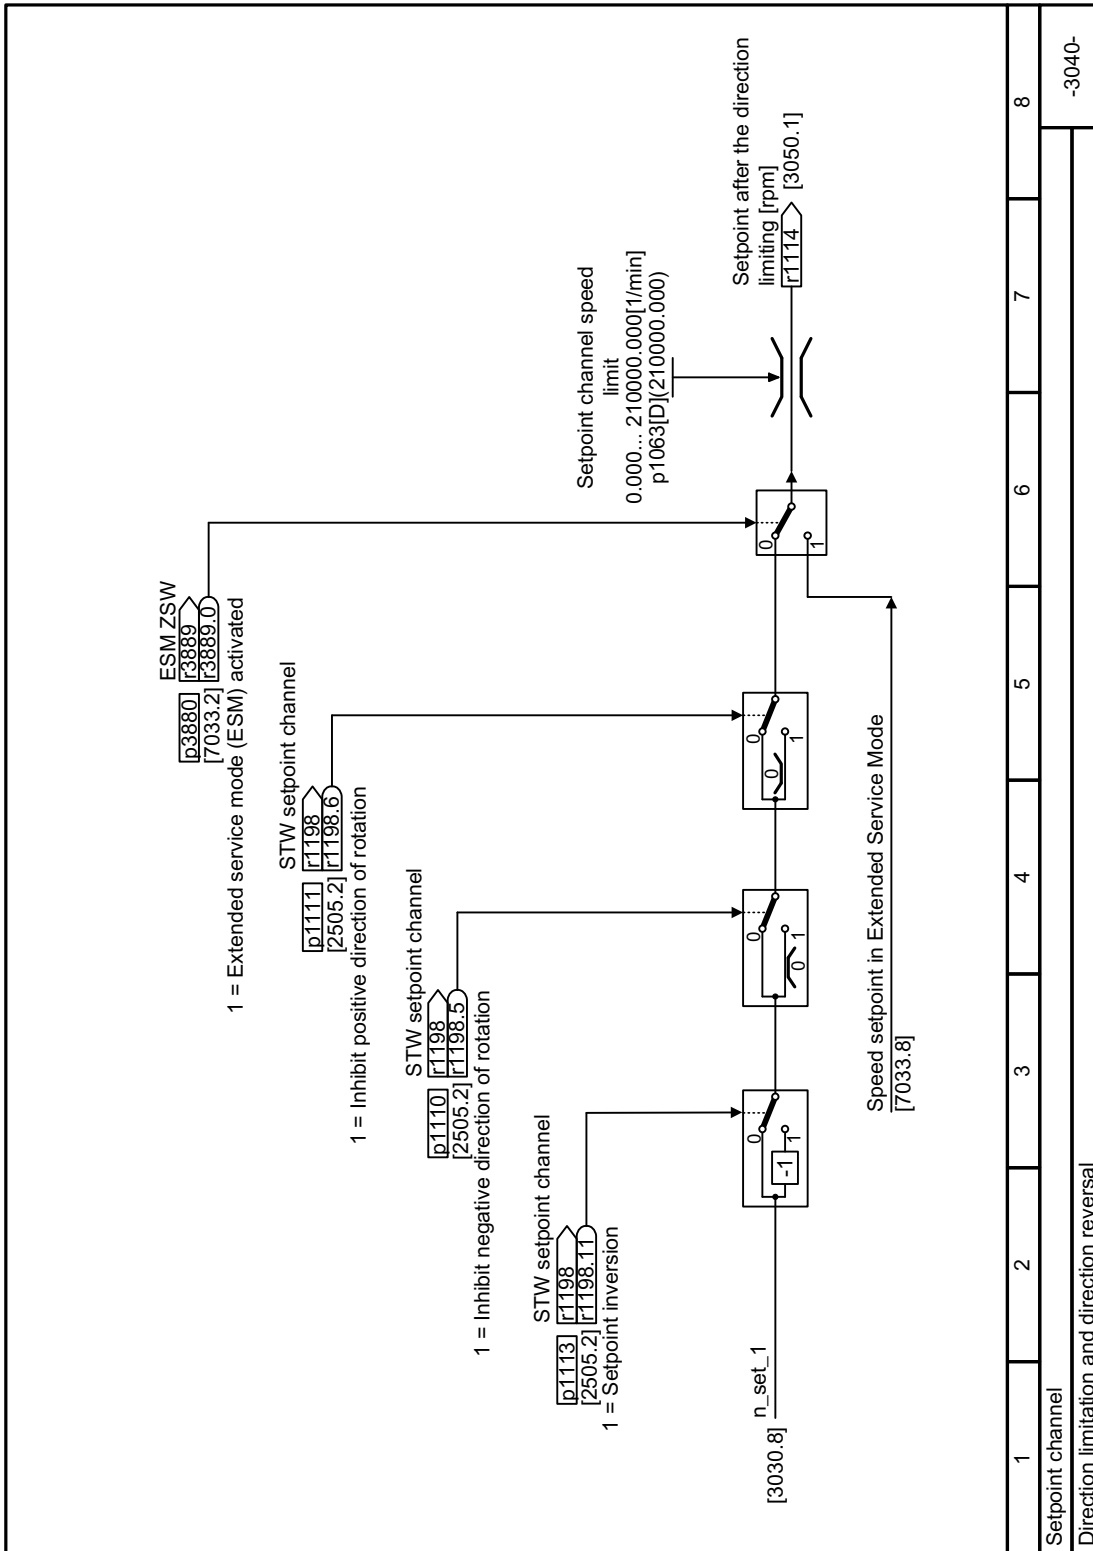 ESM ZSW
p3880 r3889
[7033.2] r3889.0
1 = Extended service mode (ESM) activated
STW setpoint channel
p1111 r1198
[2505.2] r1198.6
1 = Inhibit positive direction of rotation
STW setpoint channel
p1110 r1198
[2505.2] r1198.5
1 = Inhibit negative direction of rotation
STW setpoint channel
p1113 r1198
[2505.2] r1198.11
1 = Setpoint inversion
Setpoint channel speed
limit
0.000... 210000.000[1/min]
p1063[D](210000.000)
Setpoint after the direction
limiting [rpm]
r1114 [3050.1]
[3030.8] n_set_1
0
-1 1
0
0 1
0
0 1
0
1
Speed setpoint in Extended Service Mode
[7033.8]
1 2 3 4 5 6 7 8
Setpoint channel
Direction limitation and direction reversal
-3040-